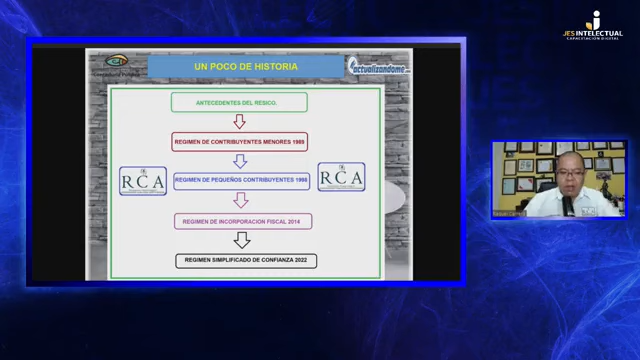 JES INTELECTUAL
CAPACITACIÓN DIGITAL
UN POCO DE HISTORIA
actualizandome.com
ANTECEDENTES DEL RESICO.
REGIMEN DE CONTRIBUYENTES MENORES 1989
REGIMEN DE PEQUEÑOS CONTRIBUYENTES 1998
RCA
RCA
REGIMEN DE INCORPORACION FISCAL 2014
REGIMEN SIMPLIFICADO DE CONFIANZA 2022